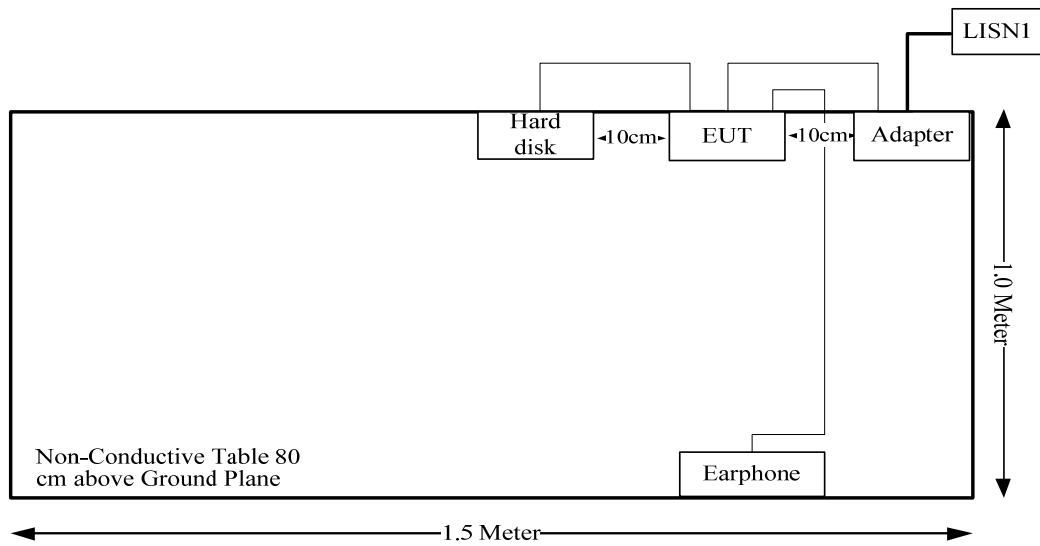 LISN1
Hard
disk
10cm
EUT
10cm
Adapter
1.0 Meter
Non-Conductive Table 80
cm above Ground Plane
Earphone
1.5 Meter